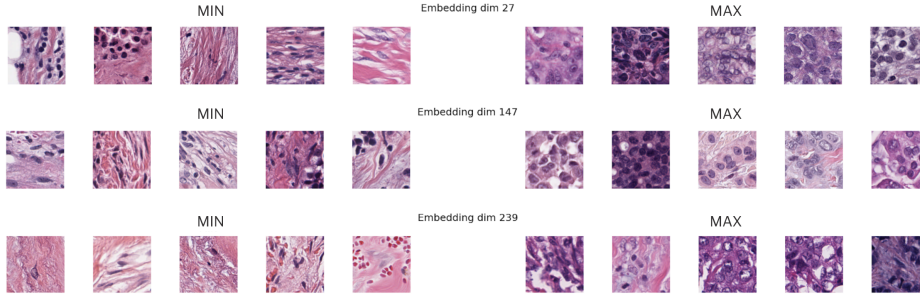 MIN Embedding dim 27 MAX
MIN Embedding dim 147 MAX
MIN Embedding dim 239 MAX